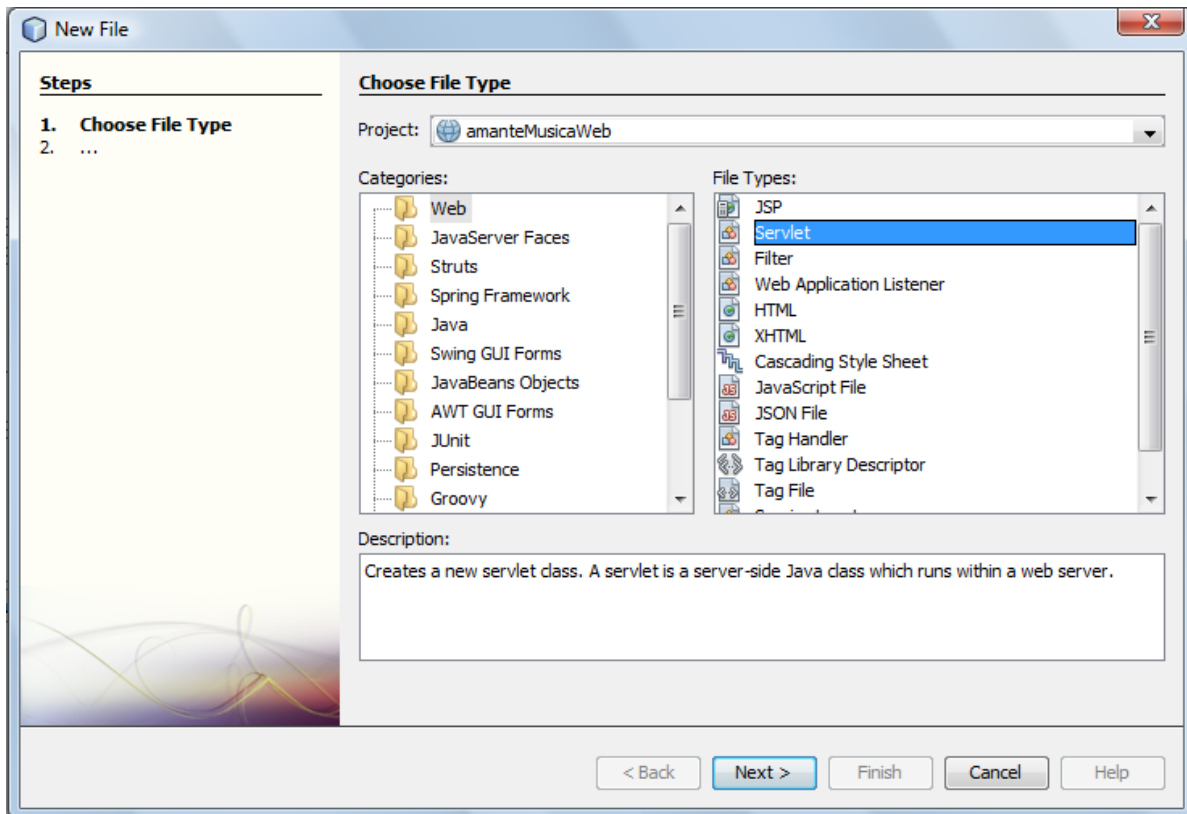 New File
Steps
1. Choose File Type
2. ...
Choose File Type
Project: amanteMusicaWeb
Categories:
Web
JavaServer Faces
Struts
Spring Framework
Java
Swing GUI Forms
JavaBeans Objects
AWT GUI Forms
JUnit
Persistence
Groovy
File Types:
JSP
Servlet
Filter
Web Application Listener
HTML
XHTML
Cascading Style Sheet
JavaScript File
JSON File
Tag Handler
Tag Library Descriptor
Tag File
Description:
Creates a new servlet class. A servlet is a server-side Java class which runs within a web server.
< Back
Next >
Finish
Cancel
Help